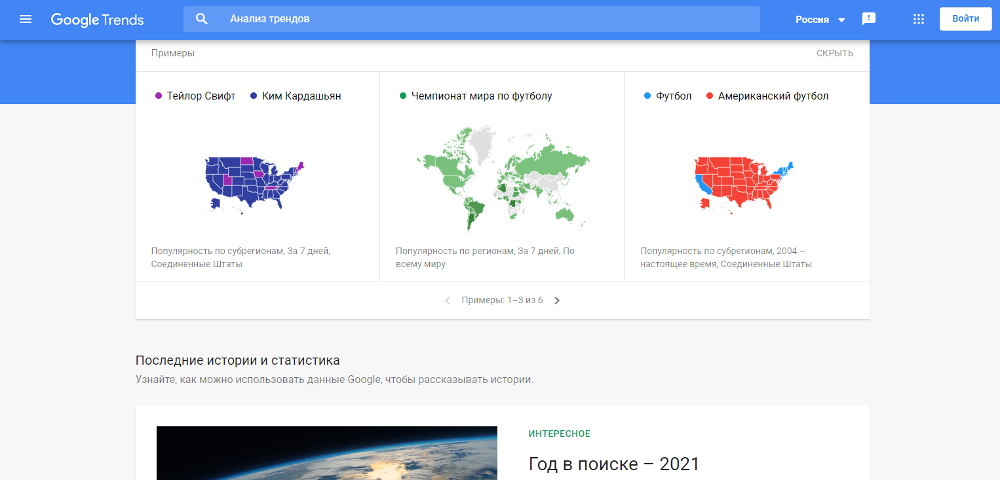 Google Trends
Анализ трендов
Россия
Войти
Примеры
СКРЫТЬ
Тейлор Свифт Ким Кардашьян
Чемпионат мира по футболу
Футбол Американский футбол
Популярность по субрегионам, За 7 дней,
Соединенные Штаты
Популярность по регионам, За 7 дней, По
всему миру
Популярность по субрегионам, 2004 –
настоящее время, Соединенные Штаты
Примеры: 1–3 из 6
Последние истории и статистика
Узнайте, как можно использовать данные Google, чтобы рассказывать истории.
ИНТЕРЕСНОЕ
Год в поиске – 2021